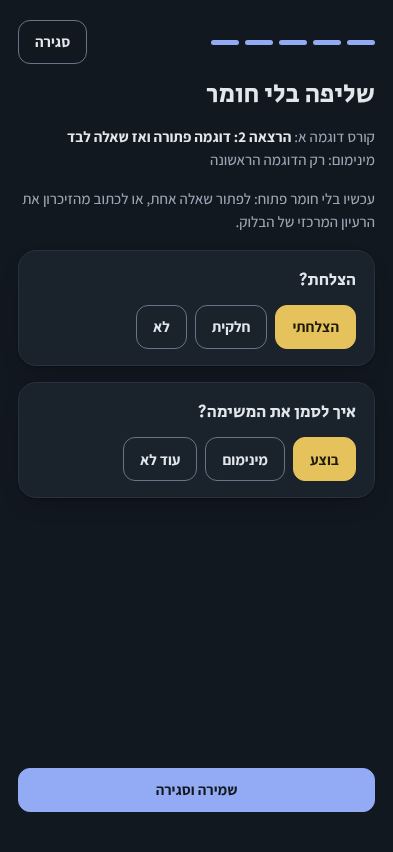 סגירה
שליפה בלי חומר
קורס דוגמה א: הרצאה 2: דוגמה פתורה ואז שאלה לבד
מינימום: רק הדוגמה הראשונה
עכשיו בלי חומר פתוח: לפתור שאלה אחת, או לכתוב מהזיכרון את
הרעיון המרכזי של הבלוק.
הצלחת?
הצלחתי חלקית לא
איך לסמן את המשימה?
בוצע מינימום עוד לא
שמירה וסגירה